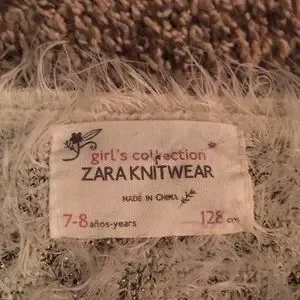 girl's collection
ZARA KNITWEAR
MADE IN CHINA
7-8 años-years 128 cm